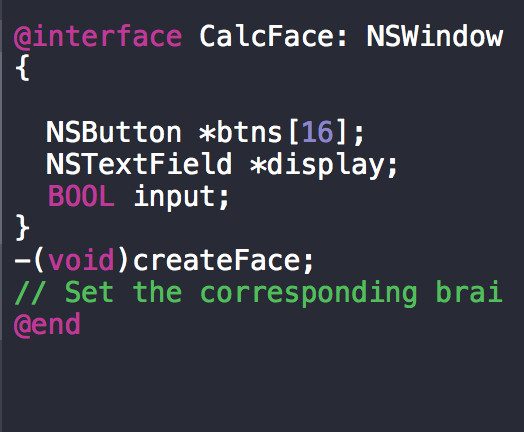 @interface CalcFace: NSWindow
{
NSButton *btns[16];
NSTextField *display;
BOOL input;
}
-(void)createFace;
// Set the corresponding brai
@end